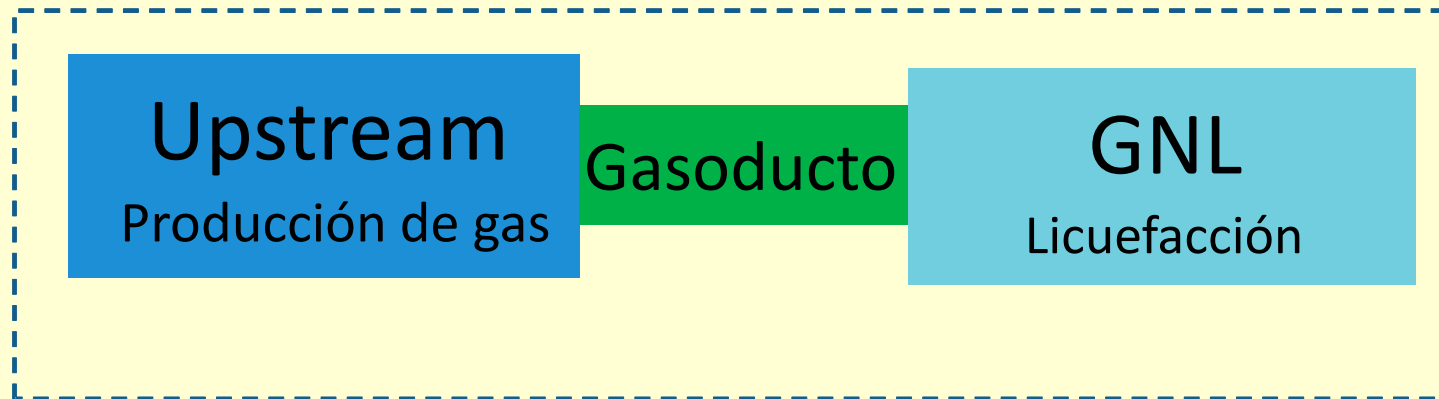 Upstream
Producción de gas
Gasoducto
GNL
Licuefacción